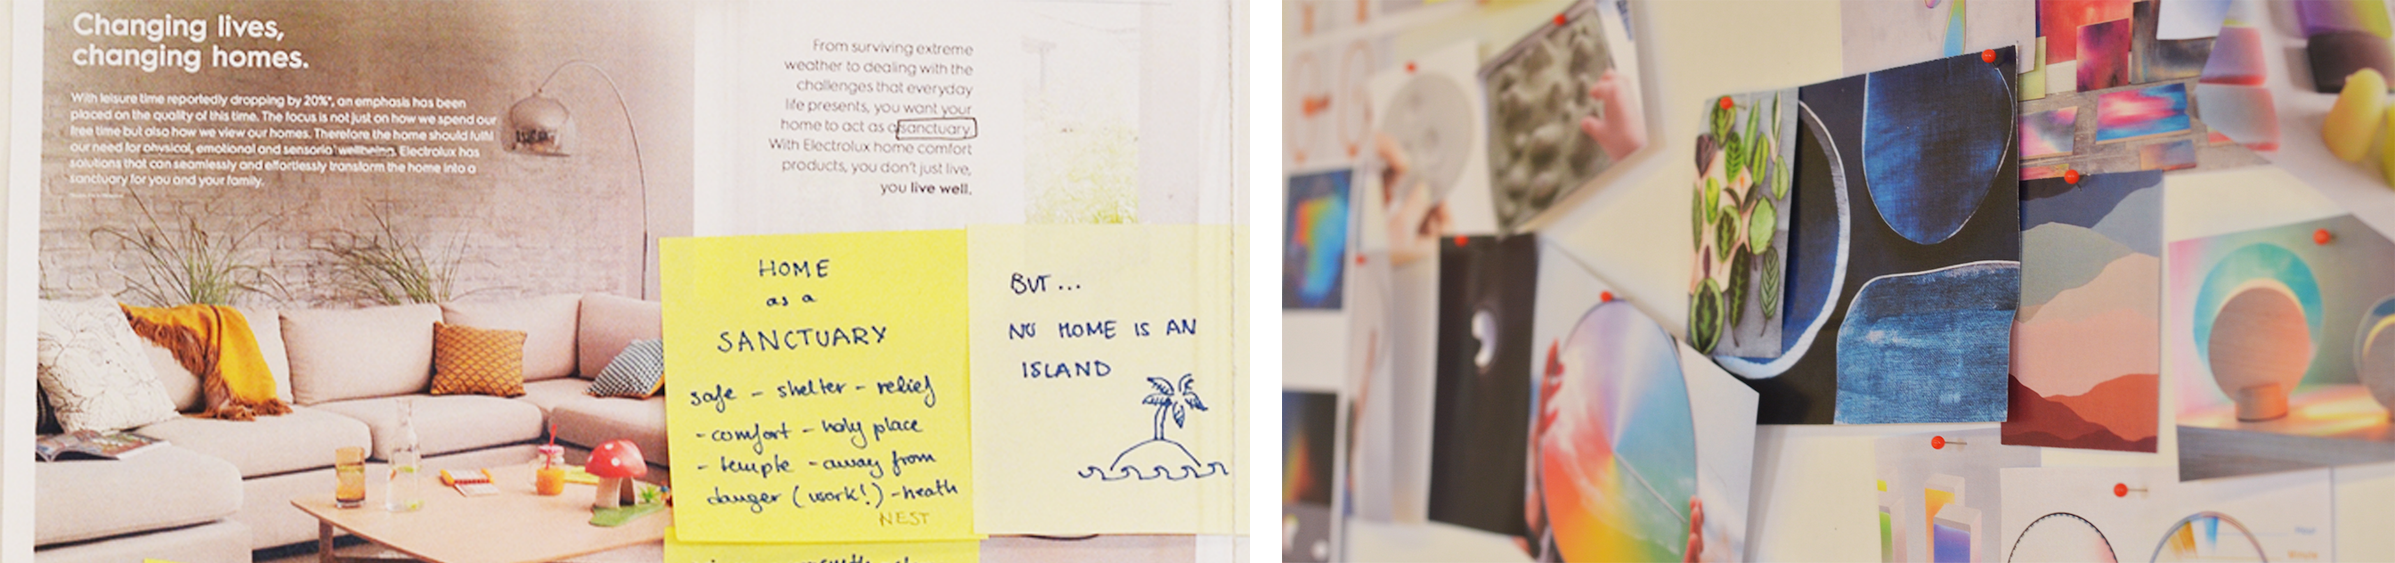 Changing lives,
changing homes.
With leisure time reportedly dropping by 20%*, an emphasis has been
placed on the quality of this time. The focus is not just on how we spend our
free time but also how we view our homes. Therefore the home should fulfil
our need for physical, emotional and sensorial wellbeing. Electrolux has
solutions that can seamlessly and effortlessly transform the home into a
sanctuary for you and your family.
From surviving extreme
weather to dealing with the
challenges that everyday
life presents, you want your
home to act as a sanctuary.
With Electrolux home comfort
products, you don't just live,
you live well.
HOME
as a
SANCTUARY
safe - shelter - relief
- comfort - holy place
- temple - away from
danger (work!) - heath
NEST
BUT...
NO HOME IS AN
ISLAND